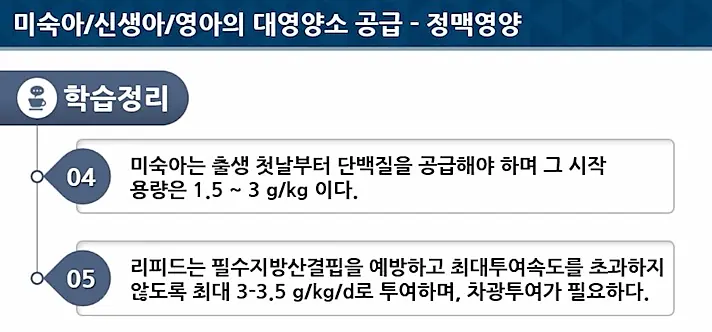 미숙아/신생아/영아의 대영양소 공급 - 정맥영양
학습정리
04
미숙아는 출생 첫날부터 단백질을 공급해야 하며 그 시작
용량은 1.5 ~ 3 g/kg 이다.
05
리피드는 필수지방산결핍을 예방하고 최대투여속도를 초과하지
않도록 최대 3-3.5 g/kg/d로 투여하며, 차광투여가 필요하다.